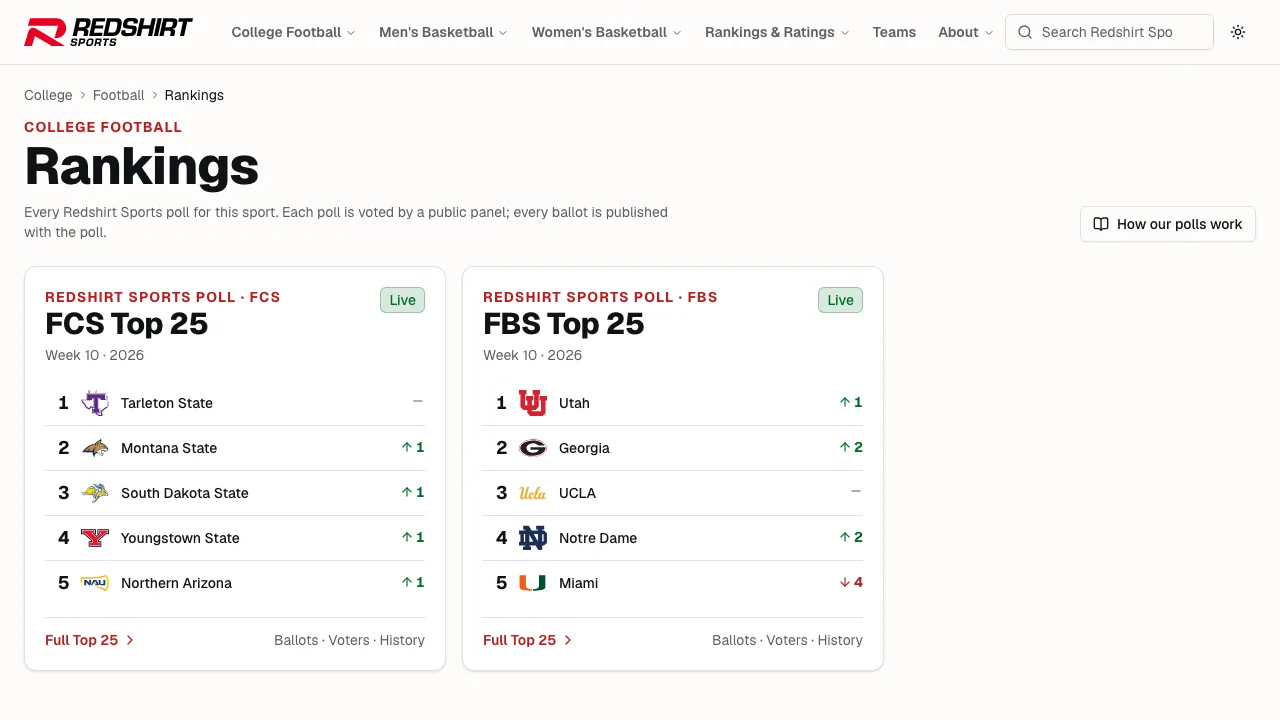 REDSHIRT
SPORTS
College Football
Men's Basketball
Women's Basketball
Rankings & Ratings
Teams
About
Search Redshirt Spo
College > Football > Rankings
COLLEGE FOOTBALL
Rankings
Every Redshirt Sports poll for this sport. Each poll is voted by a public panel; every ballot is published
with the poll.
How our polls work
REDSHIRT SPORTS POLL · FCS
Live
FCS Top 25
Week 10 · 2026
1 Tarleton State —
2 Montana State ↑ 1
3 South Dakota State ↑ 1
4 Youngstown State ↑ 1
5 NAU Northern Arizona ↑ 1
Full Top 25 >
Ballots · Voters · History
REDSHIRT SPORTS POLL · FBS
Live
FBS Top 25
Week 10 · 2026
1 Utah ↑ 1
2 Georgia ↑ 2
3 Ucla UCLA —
4 Notre Dame ↑ 2
5 Miami ↓ 4
Full Top 25 >
Ballots · Voters · History